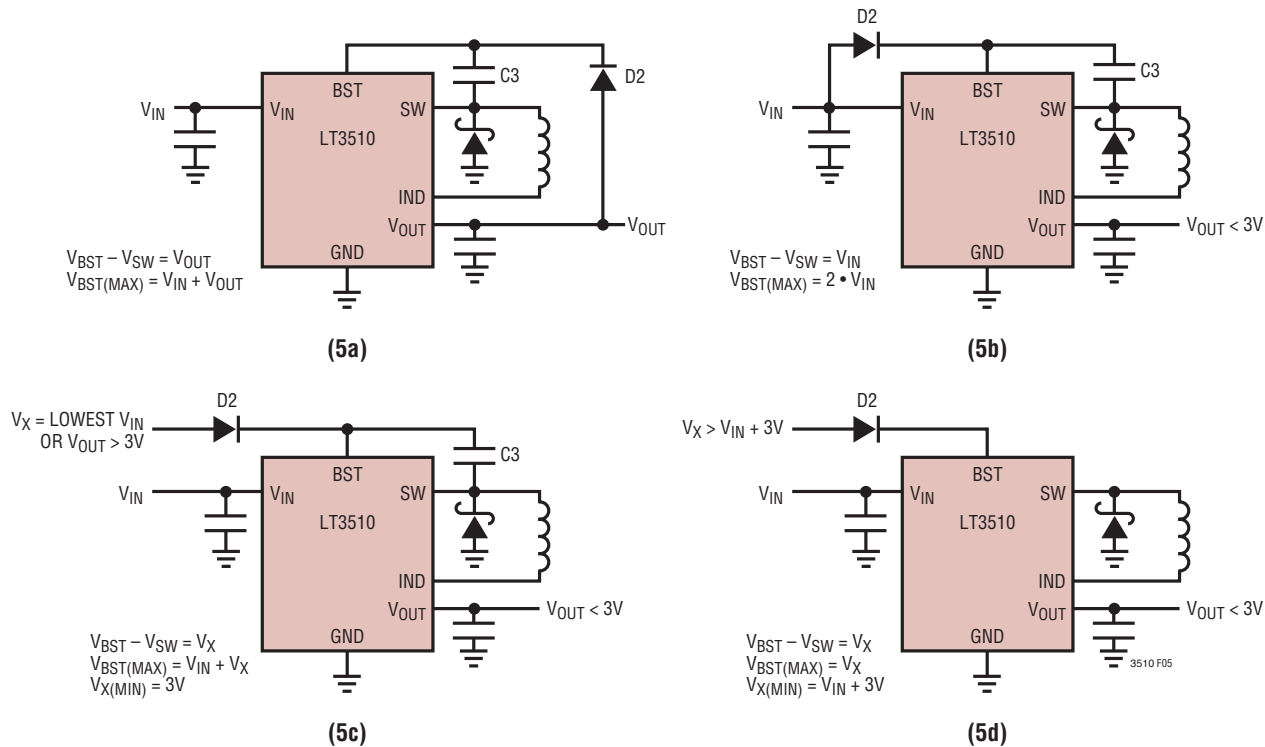 D2
C3
BST
V_IN
V_IN
SW
LT3510
IND
V_OUT
V_OUT
GND
V_BST – V_SW = V_OUT
V_BST(MAX) = V_IN + V_OUT
(5a)
D2
C3
BST
V_IN
V_IN
SW
LT3510
IND
V_OUT
V_OUT < 3V
GND
V_BST – V_SW = V_IN
V_BST(MAX) = 2 • V_IN
(5b)
V_X = LOWEST V_IN
OR V_OUT > 3V
D2
C3
BST
V_IN
V_IN
SW
LT3510
IND
V_OUT
V_OUT < 3V
GND
V_BST – V_SW = V_X
V_BST(MAX) = V_IN + V_X
V_X(MIN) = 3V
(5c)
D2
V_X > V_IN + 3V
BST
V_IN
V_IN
SW
LT3510
IND
V_OUT
V_OUT < 3V
GND
V_BST – V_SW = V_X
V_BST(MAX) = V_X
V_X(MIN) = V_IN + 3V
3510 F05
(5d)